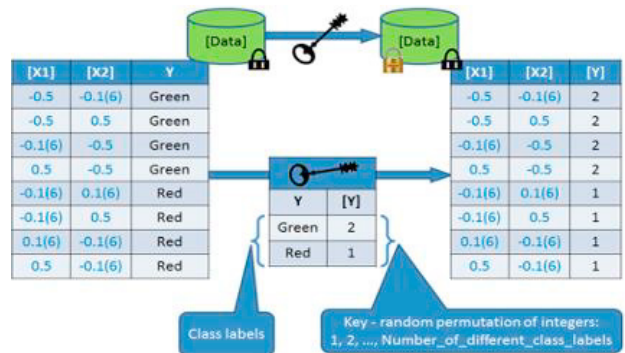 [Data]
[Data]
[X1] [X2] Y
-0.5 -0.1(6) Green
-0.5 0.5 Green
-0.1(6) -0.5 Green
0.5 -0.5 Green
-0.1(6) 0.1(6) Red
-0.1(6) 0.5 Red
0.1(6) -0.1(6) Red
0.5 -0.1(6) Red
Y [Y]
Green 2
Red 1
[X1] [X2] [Y]
-0.5 -0.1(6) 2
-0.5 0.5 2
-0.1(6) -0.5 2
0.5 -0.5 2
-0.1(6) 0.1(6) 1
-0.1(6) 0.5 1
0.1(6) -0.1(6) 1
0.5 -0.1(6) 1
Class labels
Key - random permutation of integers:
1, 2, ..., Number_of_different_class_labels